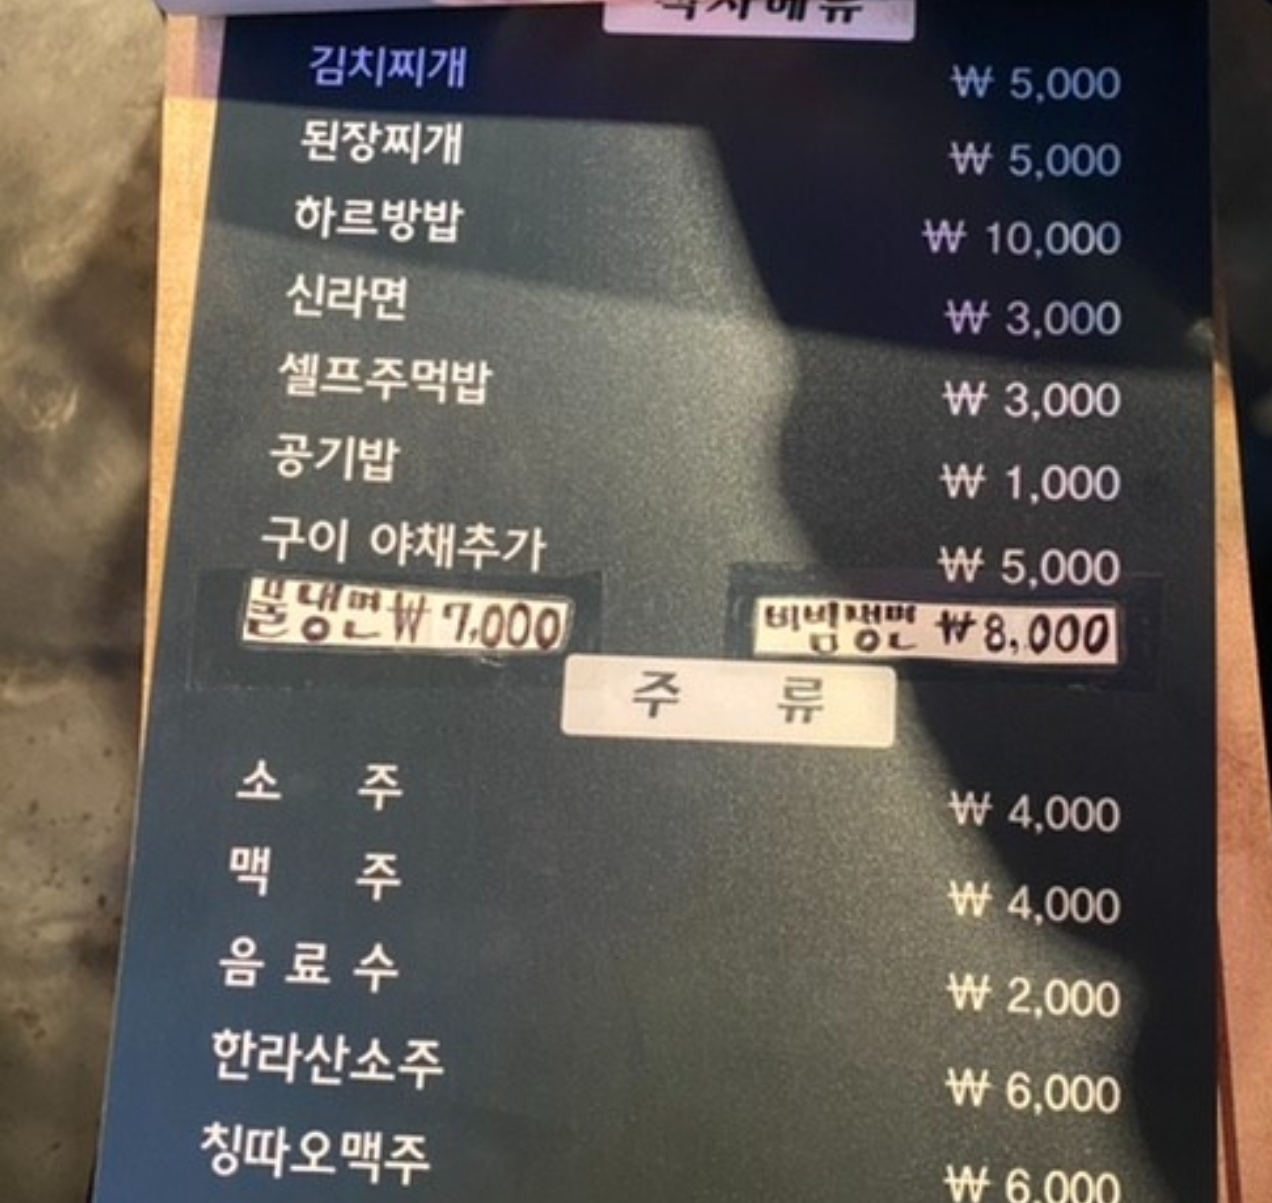 김치찌개 ₩ 5,000
된장찌개 ₩ 5,000
하르방밥 ₩ 10,000
신라면 ₩ 3,000
셀프주먹밥 ₩ 3,000
공기밥 ₩ 1,000
구이 야채추가 ₩ 5,000
물냉면 ₩ 7,000 비빔냉면 ₩ 8,000
주 류
소 주 ₩ 4,000
맥 주 ₩ 4,000
음 료 수 ₩ 2,000
한라산소주 ₩ 6,000
칭따오맥주 ₩ 6,000